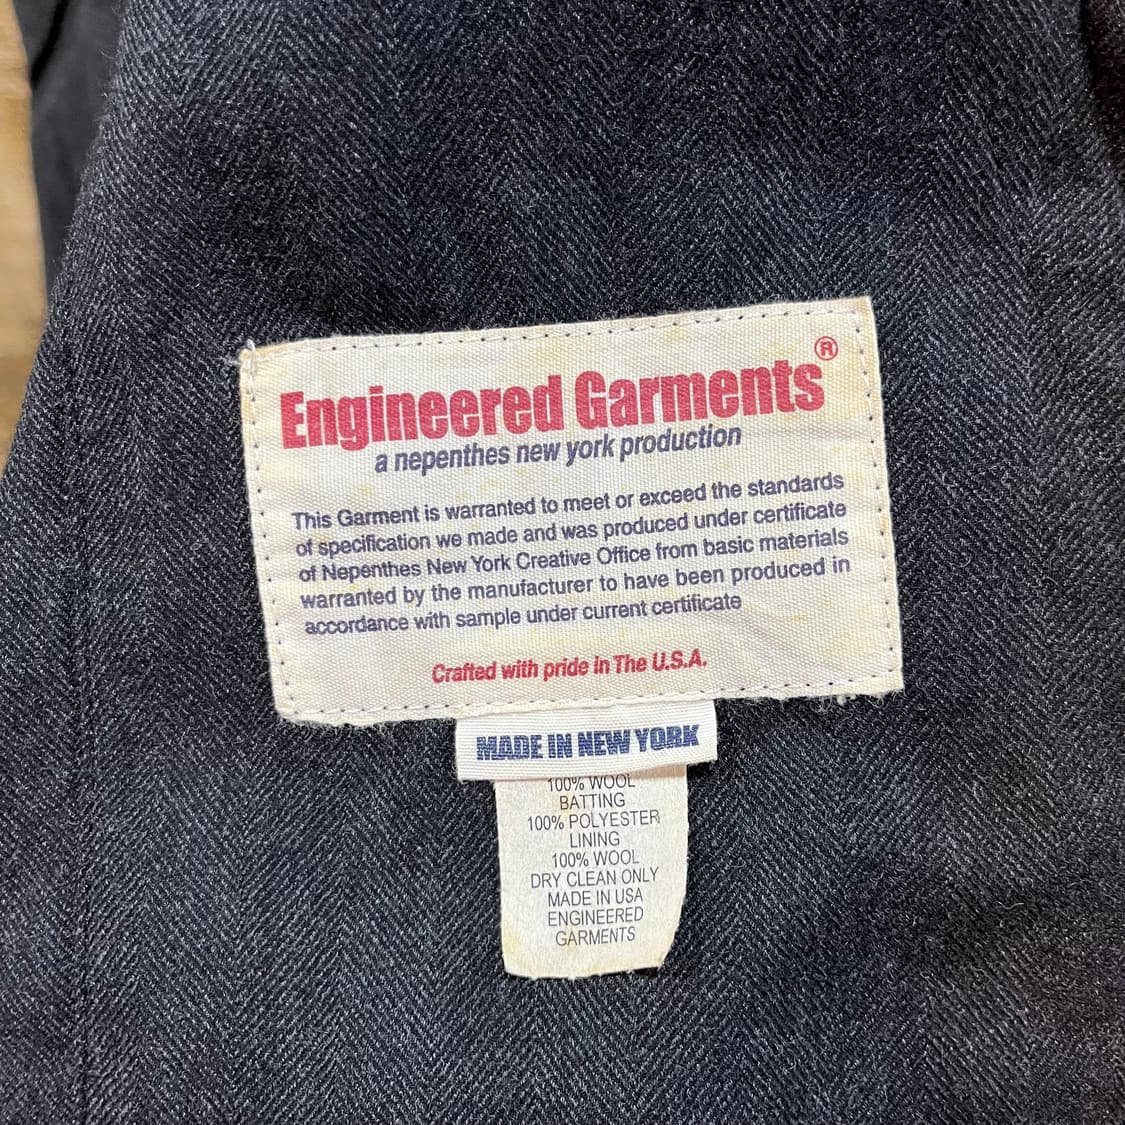 Engineered Garments®
a nepenthes new york production
This Garment is warranted to meet or exceed the standards
of specification we made and was produced under certificate
of Nepenthes New York Creative Office from basic materials
warranted by the manufacturer to have been produced in
accordance with sample under current certificate
Crafted with pride in The U.S.A.
MADE IN NEW YORK
100% WOOL
BATTING
100% POLYESTER
LINING
100% WOOL
DRY CLEAN ONLY
MADE IN USA
ENGINEERED
GARMENTS